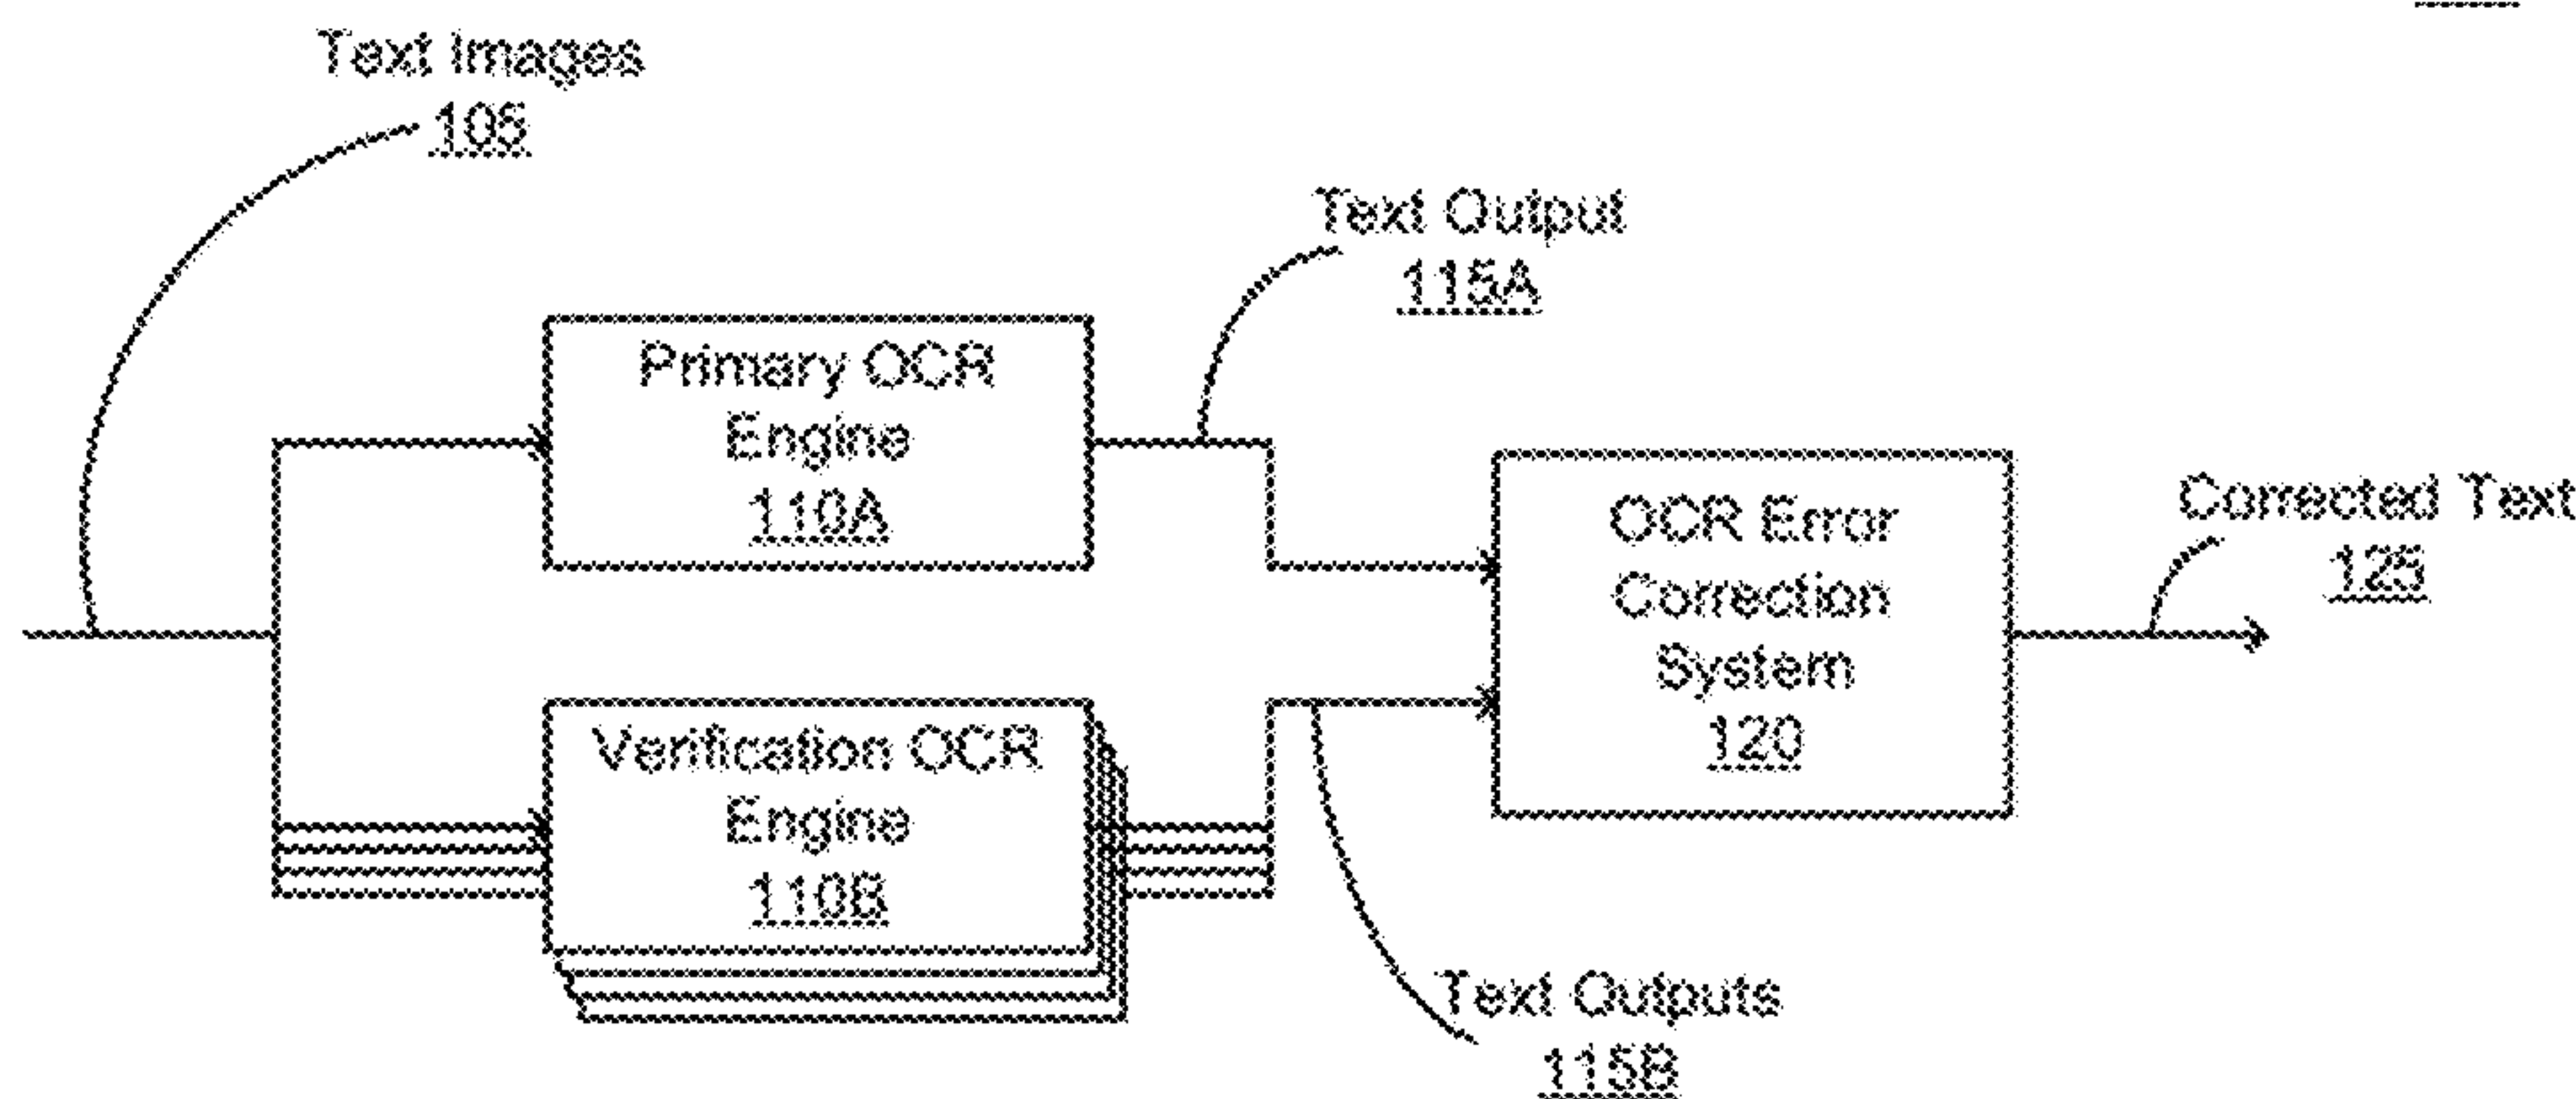 Text Images
105
Text Output
115A
Primary OCR
Engine
110A
OCR Error
Correction
System
120
Corrected Text
125
Verification OCR
Engine
110B
Text Outputs
115B